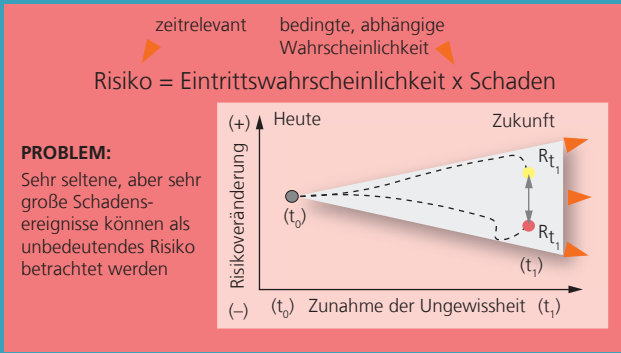 zeitrelevant
bedingte, abhängige
Wahrscheinlichkeit
Risiko = Eintrittswahrscheinlichkeit x Schaden
PROBLEM:
Sehr seltene, aber sehr
große Schadens-
ereignisse können als
unbedeutendes Risiko
betrachtet werden
(+)
Heute
Zukunft
Risikoveränderung
Rt₁
(t₀)
Rt₁
(t₁)
(–)
(t₀) Zunahme der Ungewissheit (t₁)